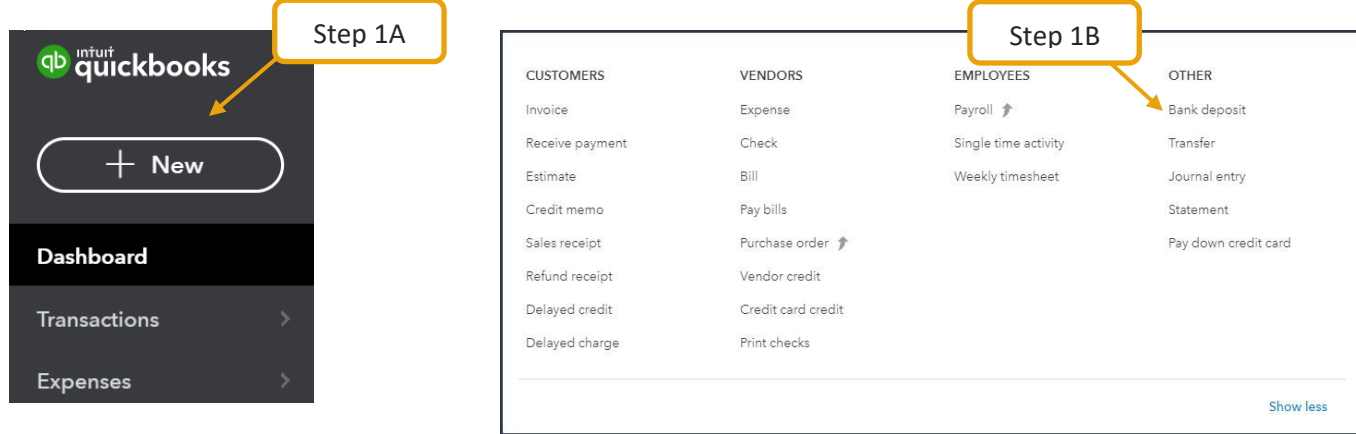 Step 1A
qb intuit quickbooks
+ New
Dashboard
Transactions
Expenses
Step 1B
CUSTOMERS
Invoice
Receive payment
Estimate
Credit memo
Sales receipt
Refund receipt
Delayed credit
Delayed charge
VENDORS
Expense
Check
Bill
Pay bills
Purchase order
Vendor credit
Credit card credit
Print checks
EMPLOYEES
Payroll
Single time activity
Weekly timesheet
OTHER
Bank deposit
Transfer
Journal entry
Statement
Pay down credit card
Show less